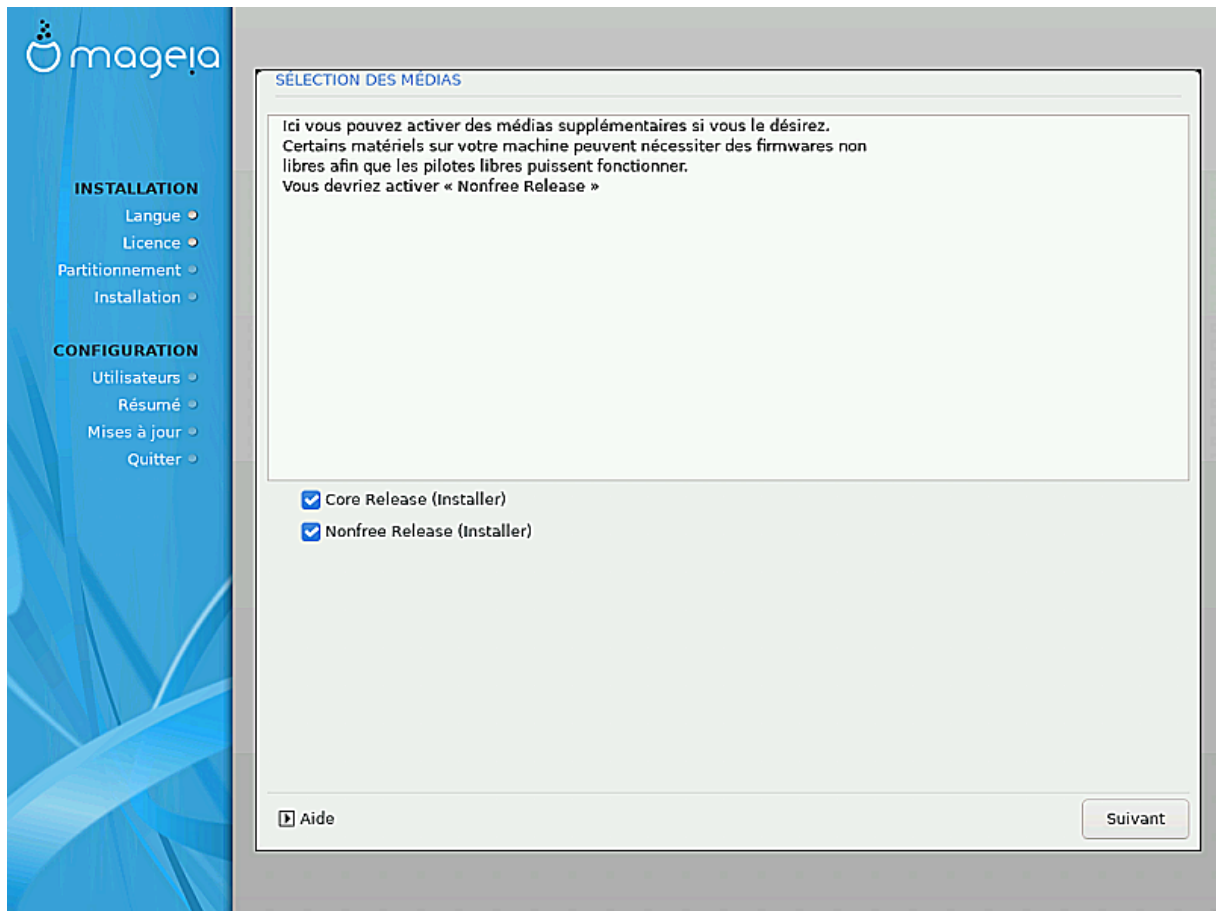 mageia
INSTALLATION
Langue
Licence
Partitionnement
Installation
CONFIGURATION
Utilisateurs
Résumé
Mises à jour
Quitter
SÉLECTION DES MÉDIAS
Ici vous pouvez activer des médias supplémentaires si vous le désirez.
Certains matériels sur votre machine peuvent nécessiter des firmwares non
libres afin que les pilotes libres puissent fonctionner.
Vous devriez activer « Nonfree Release »
Core Release (Installer)
Nonfree Release (Installer)
Aide
Suivant